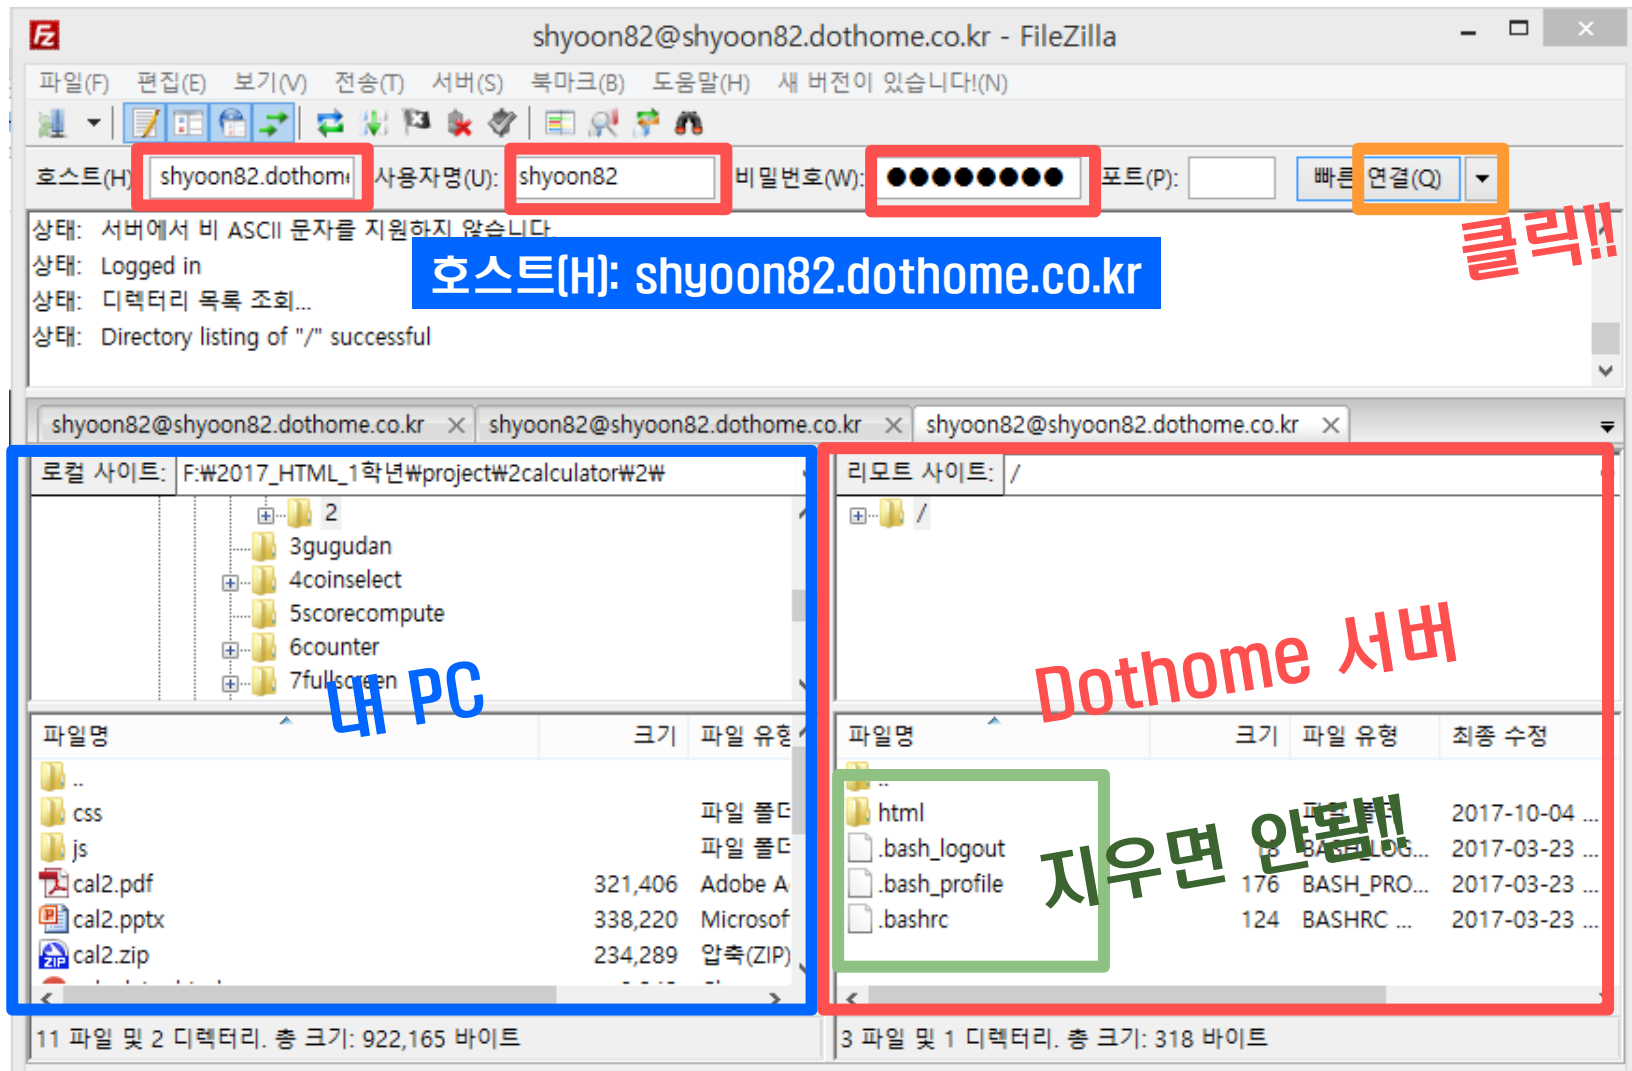 shyoon82@shyoon82.dothome.co.kr - FileZilla
파일(F) 편집(E) 보기(V) 전송(T) 서버(S) 북마크(B) 도움말(H) 새 버전이 있습니다!(N)
호스트(H) shyoon82.dothome 사용자명(U): shyoon82 비밀번호(W): ●●●●●●●● 포트(P): 빠른 연결(Q)
클릭!!
상태: 서버에서 비 ASCII 문자를 지원하지 않습니다.
상태: Logged in
호스트(H): shyoon82.dothome.co.kr
상태: 디렉터리 목록 조회...
상태: Directory listing of "/" successful
shyoon82@shyoon82.dothome.co.kr shyoon82@shyoon82.dothome.co.kr shyoon82@shyoon82.dothome.co.kr
로컬 사이트: F:₩2017_HTML_1학년₩project₩2calculator₩2₩
2
3gugudan
4coinselect
5scorecompute
6counter
7fullscreen
내 PC
파일명 크기 파일 유형
..
css 파일 폴더
js 파일 폴더
cal2.pdf 321,406 Adobe A
cal2.pptx 338,220 Microsof
cal2.zip 234,289 압축(ZIP)
11 파일 및 2 디렉터리. 총 크기: 922,165 바이트
리모트 사이트: /
/
Dothome 서버
파일명 크기 파일 유형 최종 수정
..
html 파일 폴더 2017-10-04 ...
.bash_logout 18 BASH_LOG... 2017-03-23 ...
지우면 안됨!!
.bash_profile 176 BASH_PRO... 2017-03-23 ...
.bashrc 124 BASHRC ... 2017-03-23 ...
3 파일 및 1 디렉터리. 총 크기: 318 바이트